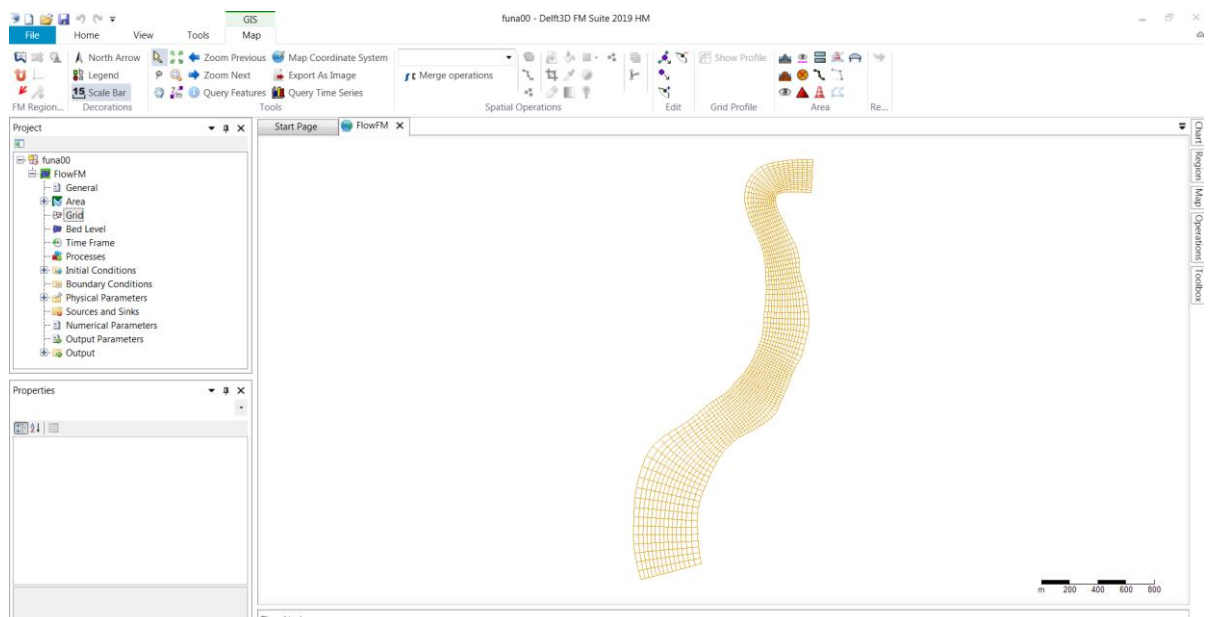 funa00 - Delft3D FM Suite 2019 HM
GIS
File Home View Tools Map
North Arrow Zoom Previous Map Coordinate System Show Profile
Legend Zoom Next Export As Image Merge operations
15 Scale Bar Query Features Query Time Series
FM Region... Decorations Tools Spatial Operations Edit Grid Profile Area Re...
Project
Start Page FlowFM
funa00
FlowFM
General
Area
Grid
Bed Level
Time Frame
Processes
Initial Conditions
Boundary Conditions
Physical Parameters
Sources and Sinks
Numerical Parameters
Output Parameters
Output
Properties
Chart
Region
Map
Operations
Toolbox
m 200 400 600 800